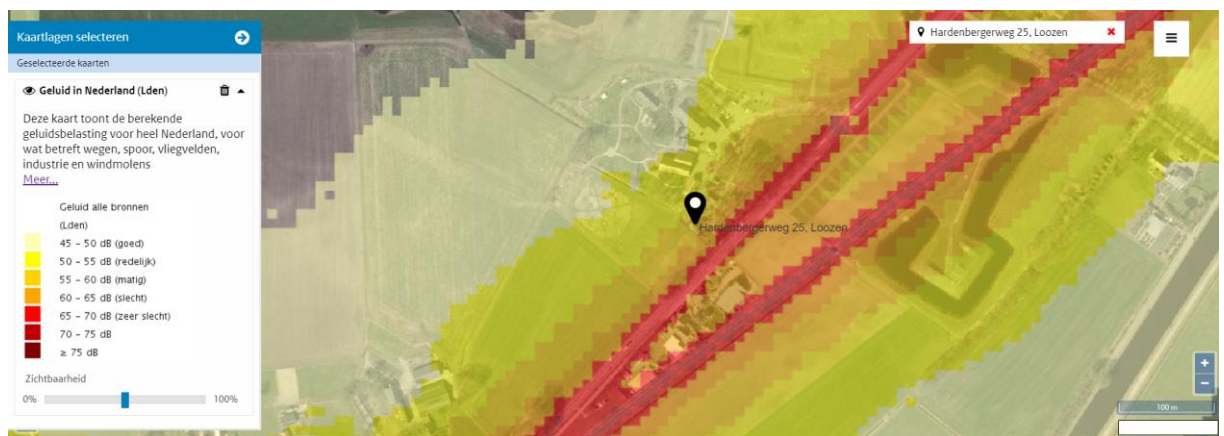 Kaartlagen selecteren
Geselecteerde kaarten
Geluid in Nederland (Lden)
Deze kaart toont de berekende
geluidsbelasting voor heel Nederland, voor
wat betreft wegen, spoor, vliegvelden,
industrie en windmolens
Meer...
Geluid alle bronnen
(Lden)
45 – 50 dB (goed)
50 – 55 dB (redelijk)
55 – 60 dB (matig)
60 – 65 dB (slecht)
65 – 70 dB (zeer slecht)
70 – 75 dB
≥ 75 dB
Zichtbaarheid
0% 100%
Hardenbergerweg 25, Loozen
Hardenbergerweg 25, Loozen
+
–
100 m